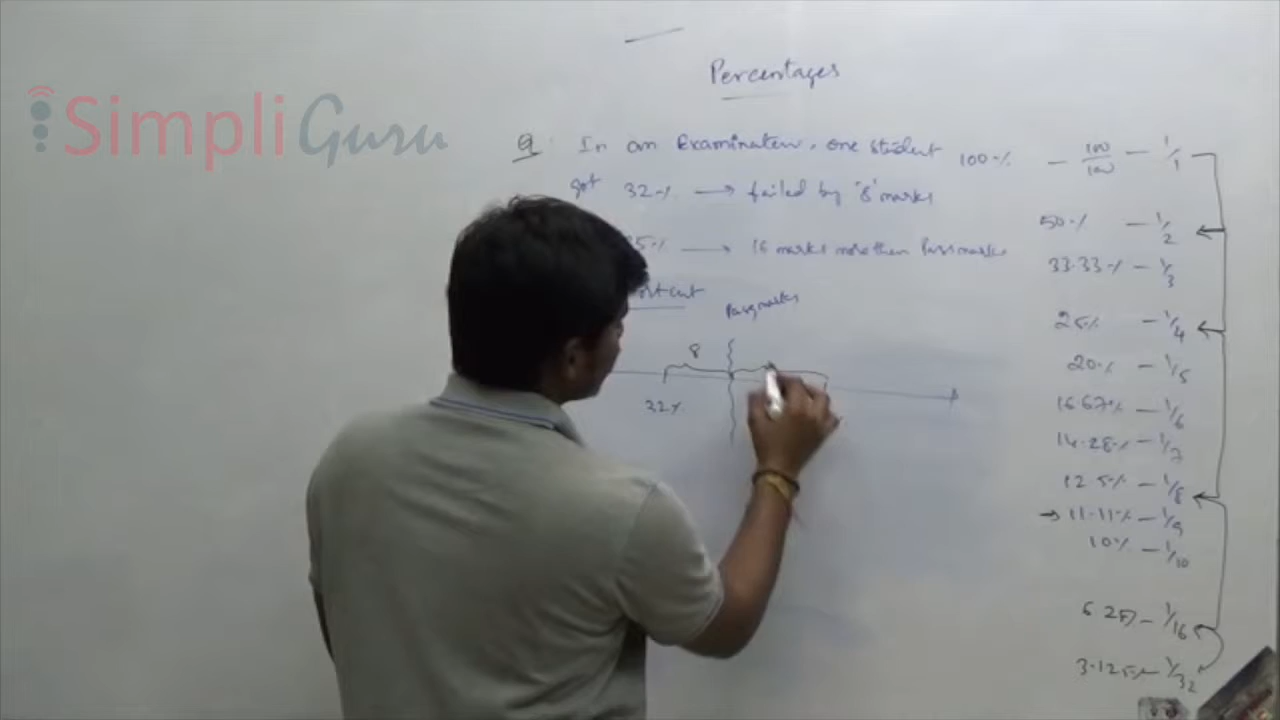 SimpliGuru
Percentages
Q: In an Examination, one student
got 32% → failed by '8' marks
5% → 16 marks more than Passmarks
ortcut
Passmarks
8
32%
100% - 100/100 - 1/1
50% - 1/2
33.33% - 1/3
25% - 1/4
20% - 1/5
16.67% - 1/6
14.28% - 1/7
12.5% - 1/8
→ 11.11% - 1/9
10% - 1/10
6.25% - 1/16
3.125% - 1/32